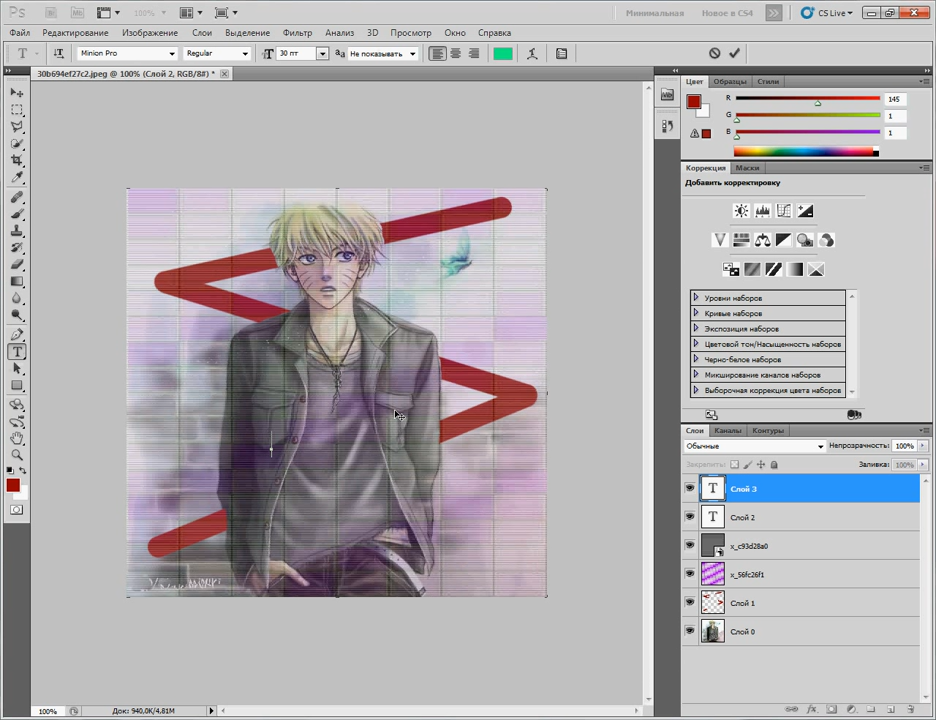 Ps 100% Минимальная Новое в CS4 CS Live
Файл Редактирование Изображение Слои Выделение Фильтр Анализ 3D Просмотр Окно Справка
T Minion Pro Regular T 30 пт aа Не показывать
30b694ef27c2.jpeg @ 100% (Слой 2, RGB/8#) *
Цвет Образцы Стили
R 145
G 1
B 1
Коррекция Маски
Добавить корректировку
Уровни наборов
Кривые наборов
Экспозиция наборов
Цветовой тон/Насыщенность наборов
Черно-белое наборов
Микширование каналов наборов
Выборочная коррекция цвета наборов
Слои Каналы Контуры
Обычные Непрозрачность: 100%
Закрепить: Заливка: 100%
T Слой 3
T Слой 2
x_c93d28a0
x_56fc26f1
Слой 1
Слой 0
100% Док: 940,0K/4,81M